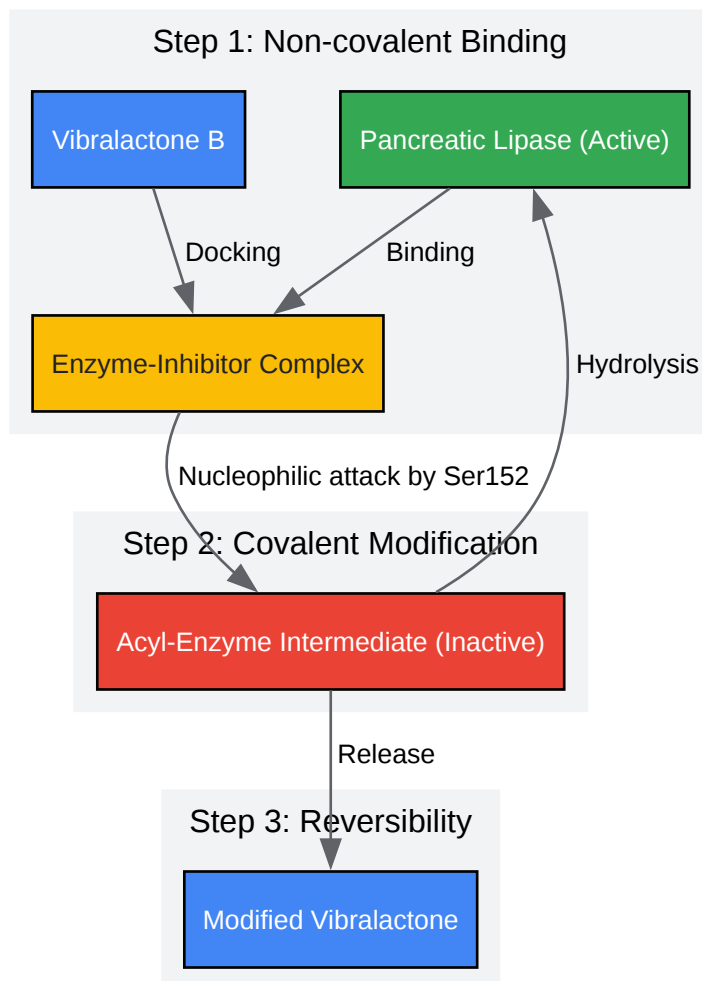 Step 1: Non-covalent Binding
Vibralactone B
Pancreatic Lipase (Active)
Docking
Binding
Enzyme-Inhibitor Complex
Hydrolysis
Nucleophilic attack by Ser152
Step 2: Covalent Modification
Acyl-Enzyme Intermediate (Inactive)
Release
Step 3: Reversibility
Modified Vibralactone